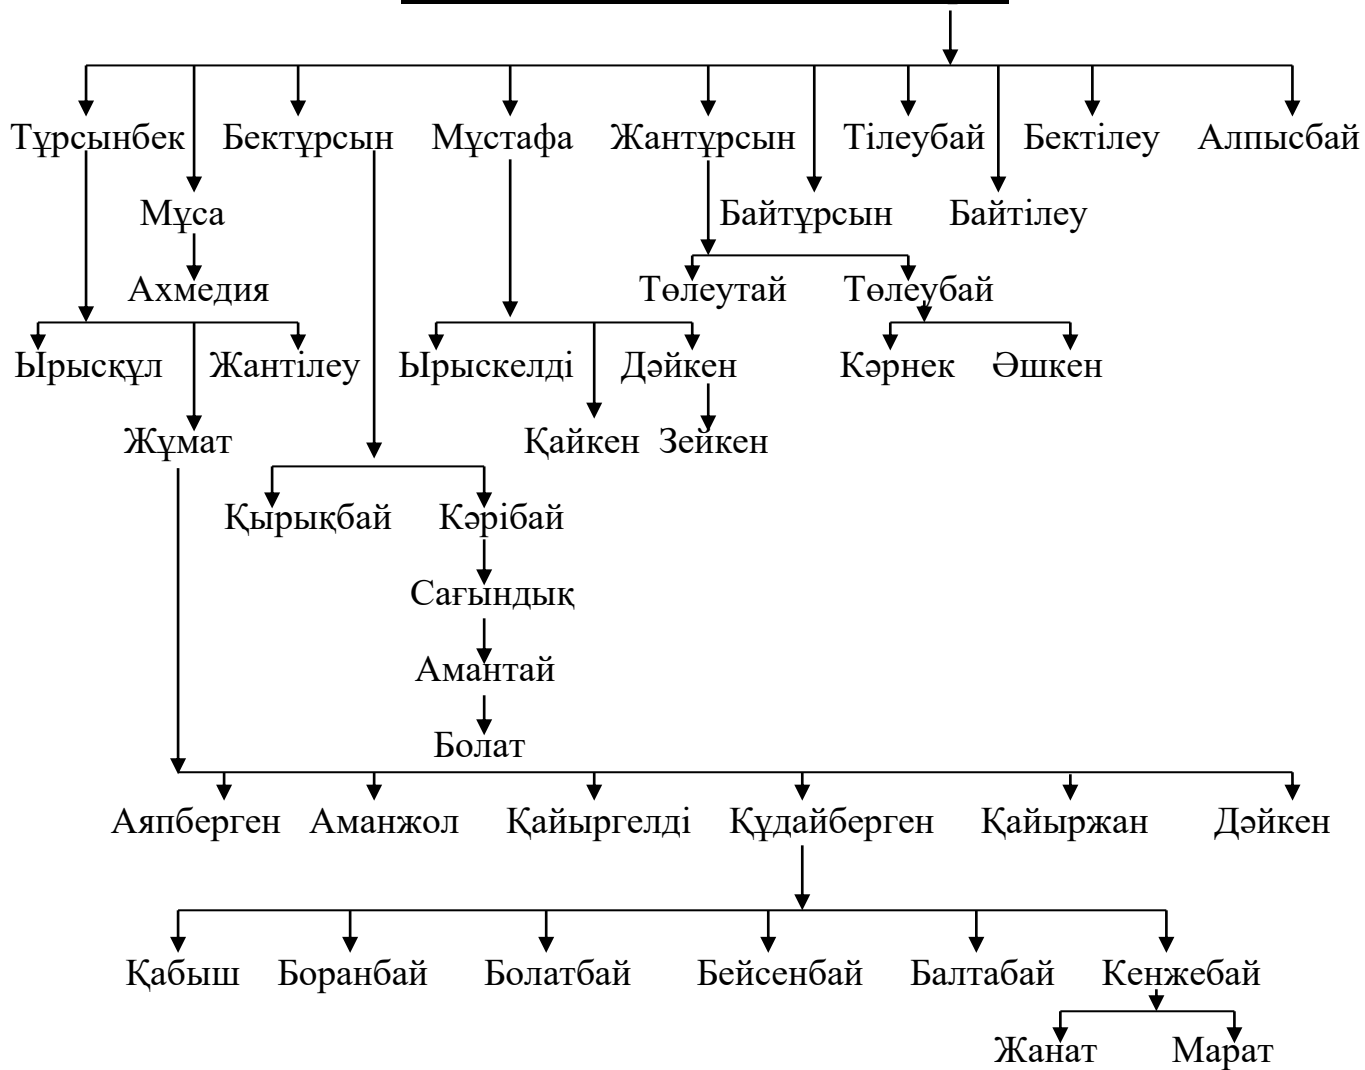 Тұрсынбек Бектұрсын Мұстафа Жантұрсын Тілеубай Бектілеу Алпысбай
Мұса Байтұрсын Байтілеу
Ахмедия Төлеутай Төлеубай
Ырысқұл Жантілеу Ырыскелді Дәйкен Кәрнек Әшкен
Жұмат Қайкен Зейкен
Қырықбай Кәрібай
Сағындық
Амантай
Болат
Аяпберген Аманжол Қайыргелді Құдайберген Қайыржан Дәйкен
Қабыш Боранбай Болатбай Бейсенбай Балтабай Кенжебай
Жанат Марат